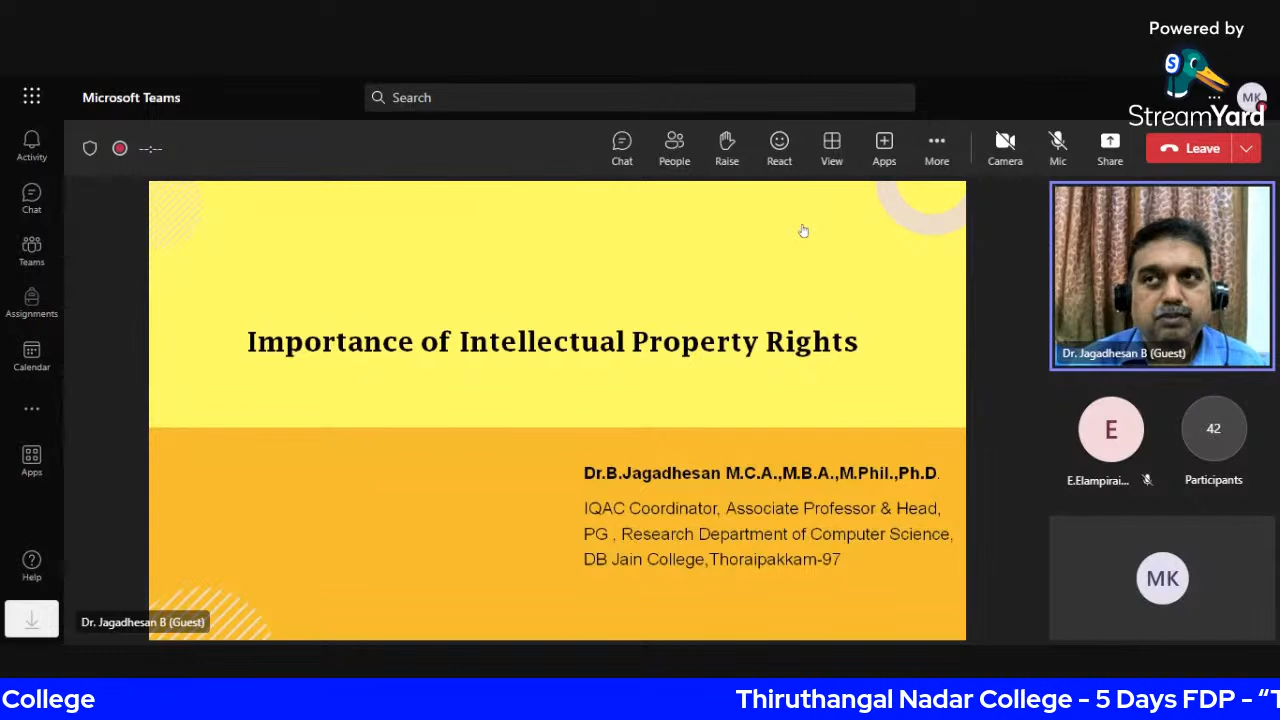 Powered by
StreamYard
Microsoft Teams
Search
MK
--:--
Chat
People
Raise
React
View
Apps
More
Camera
Mic
Share
Leave
Activity
Chat
Teams
Assignments
Calendar
Apps
Help
Importance of Intellectual Property Rights
Dr.B.Jagadhesan M.C.A.,M.B.A.,M.Phil.,Ph.D.
IQAC Coordinator, Associate Professor & Head,
PG , Research Department of Computer Science,
DB Jain College,Thoraipakkam-97
Dr. Jagadhesan B (Guest)
Dr. Jagadhesan B (Guest)
E
42
E.Elampirai...
Participants
MK
College
Thiruthangal Nadar College - 5 Days FDP - “T